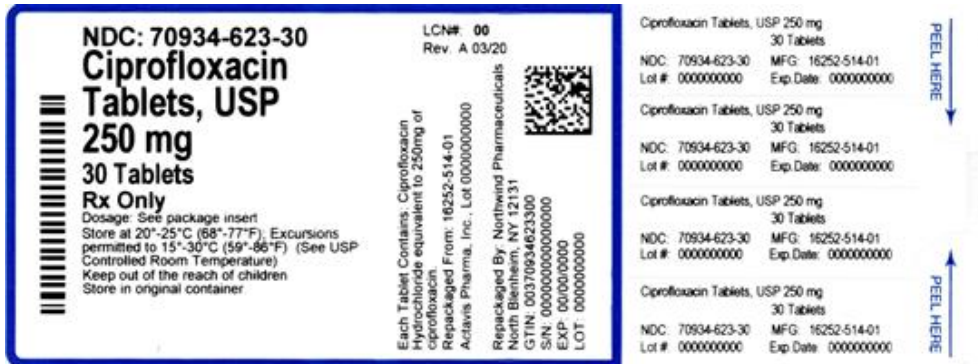 NDC: 70934-623-30
Ciprofloxacin
Tablets, USP
250 mg
30 Tablets
Rx Only
Dosage: See package insert
Store at 20°-25°C (68°-77°F); Excursions
permitted to 15°-30°C (59°-86°F) (See USP
Controlled Room Temperature)
Keep out of the reach of children
Store in original container
LCN#: 00
Rev. A 03/20
Each Tablet Contains: Ciprofloxacin
Hydrochloride equivalent to 250mg of
ciprofloxacin.
Repackaged From: 16252-514-01
Actavis Pharma, Inc., Lot 0000000000
Repackaged By: Northwind Pharmaceuticals
North Blenheim, NY 12131
GTIN: 00370934623300
S/N: 00000000000000000
EXP: 00/00/0000
LOT: 0000000000
Ciprofloxacin Tablets, USP 250 mg
30 Tablets
NDC: 70934-623-30 MFG: 16252-514-01
Lot #: 0000000000 Exp.Date: 0000000000
Ciprofloxacin Tablets, USP 250 mg
30 Tablets
NDC: 70934-623-30 MFG: 16252-514-01
Lot #: 0000000000 Exp.Date: 0000000000
Ciprofloxacin Tablets, USP 250 mg
30 Tablets
NDC: 70934-623-30 MFG: 16252-514-01
Lot #: 0000000000 Exp.Date: 0000000000
Ciprofloxacin Tablets, USP 250 mg
30 Tablets
NDC: 70934-623-30 MFG: 16252-514-01
Lot #: 0000000000 Exp.Date: 0000000000
PEEL HERE
PEEL HERE